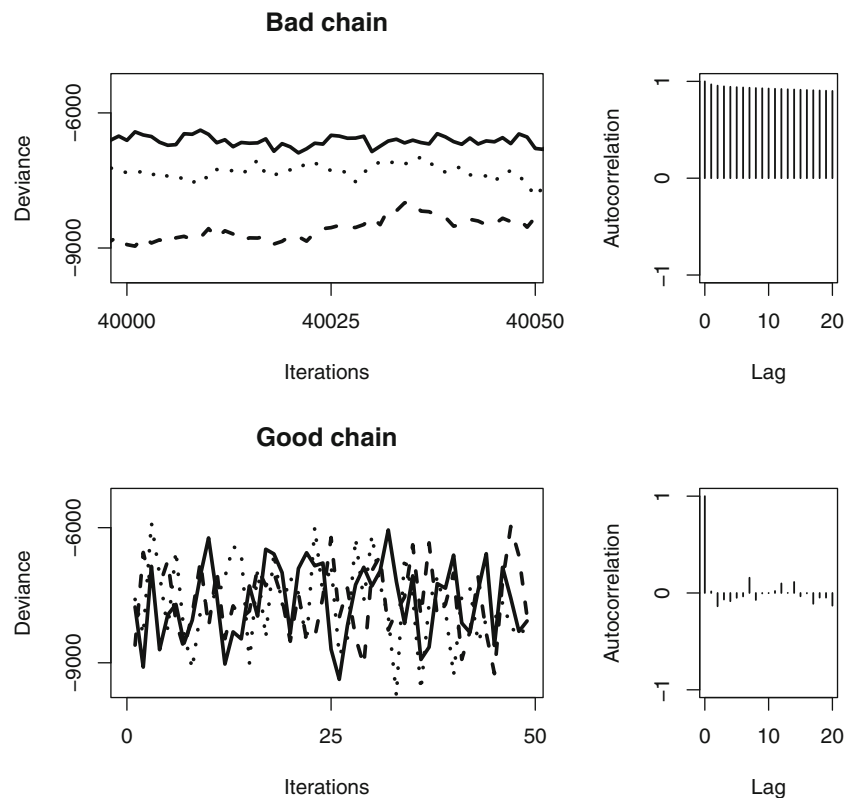 Bad chain
Deviance
−6000
−9000
40000 40025 40050
Iterations
Autocorrelation
1
0
−1
0 10 20
Lag
Good chain
Deviance
−6000
−9000
0 25 50
Iterations
Autocorrelation
1
0
−1
0 10 20
Lag